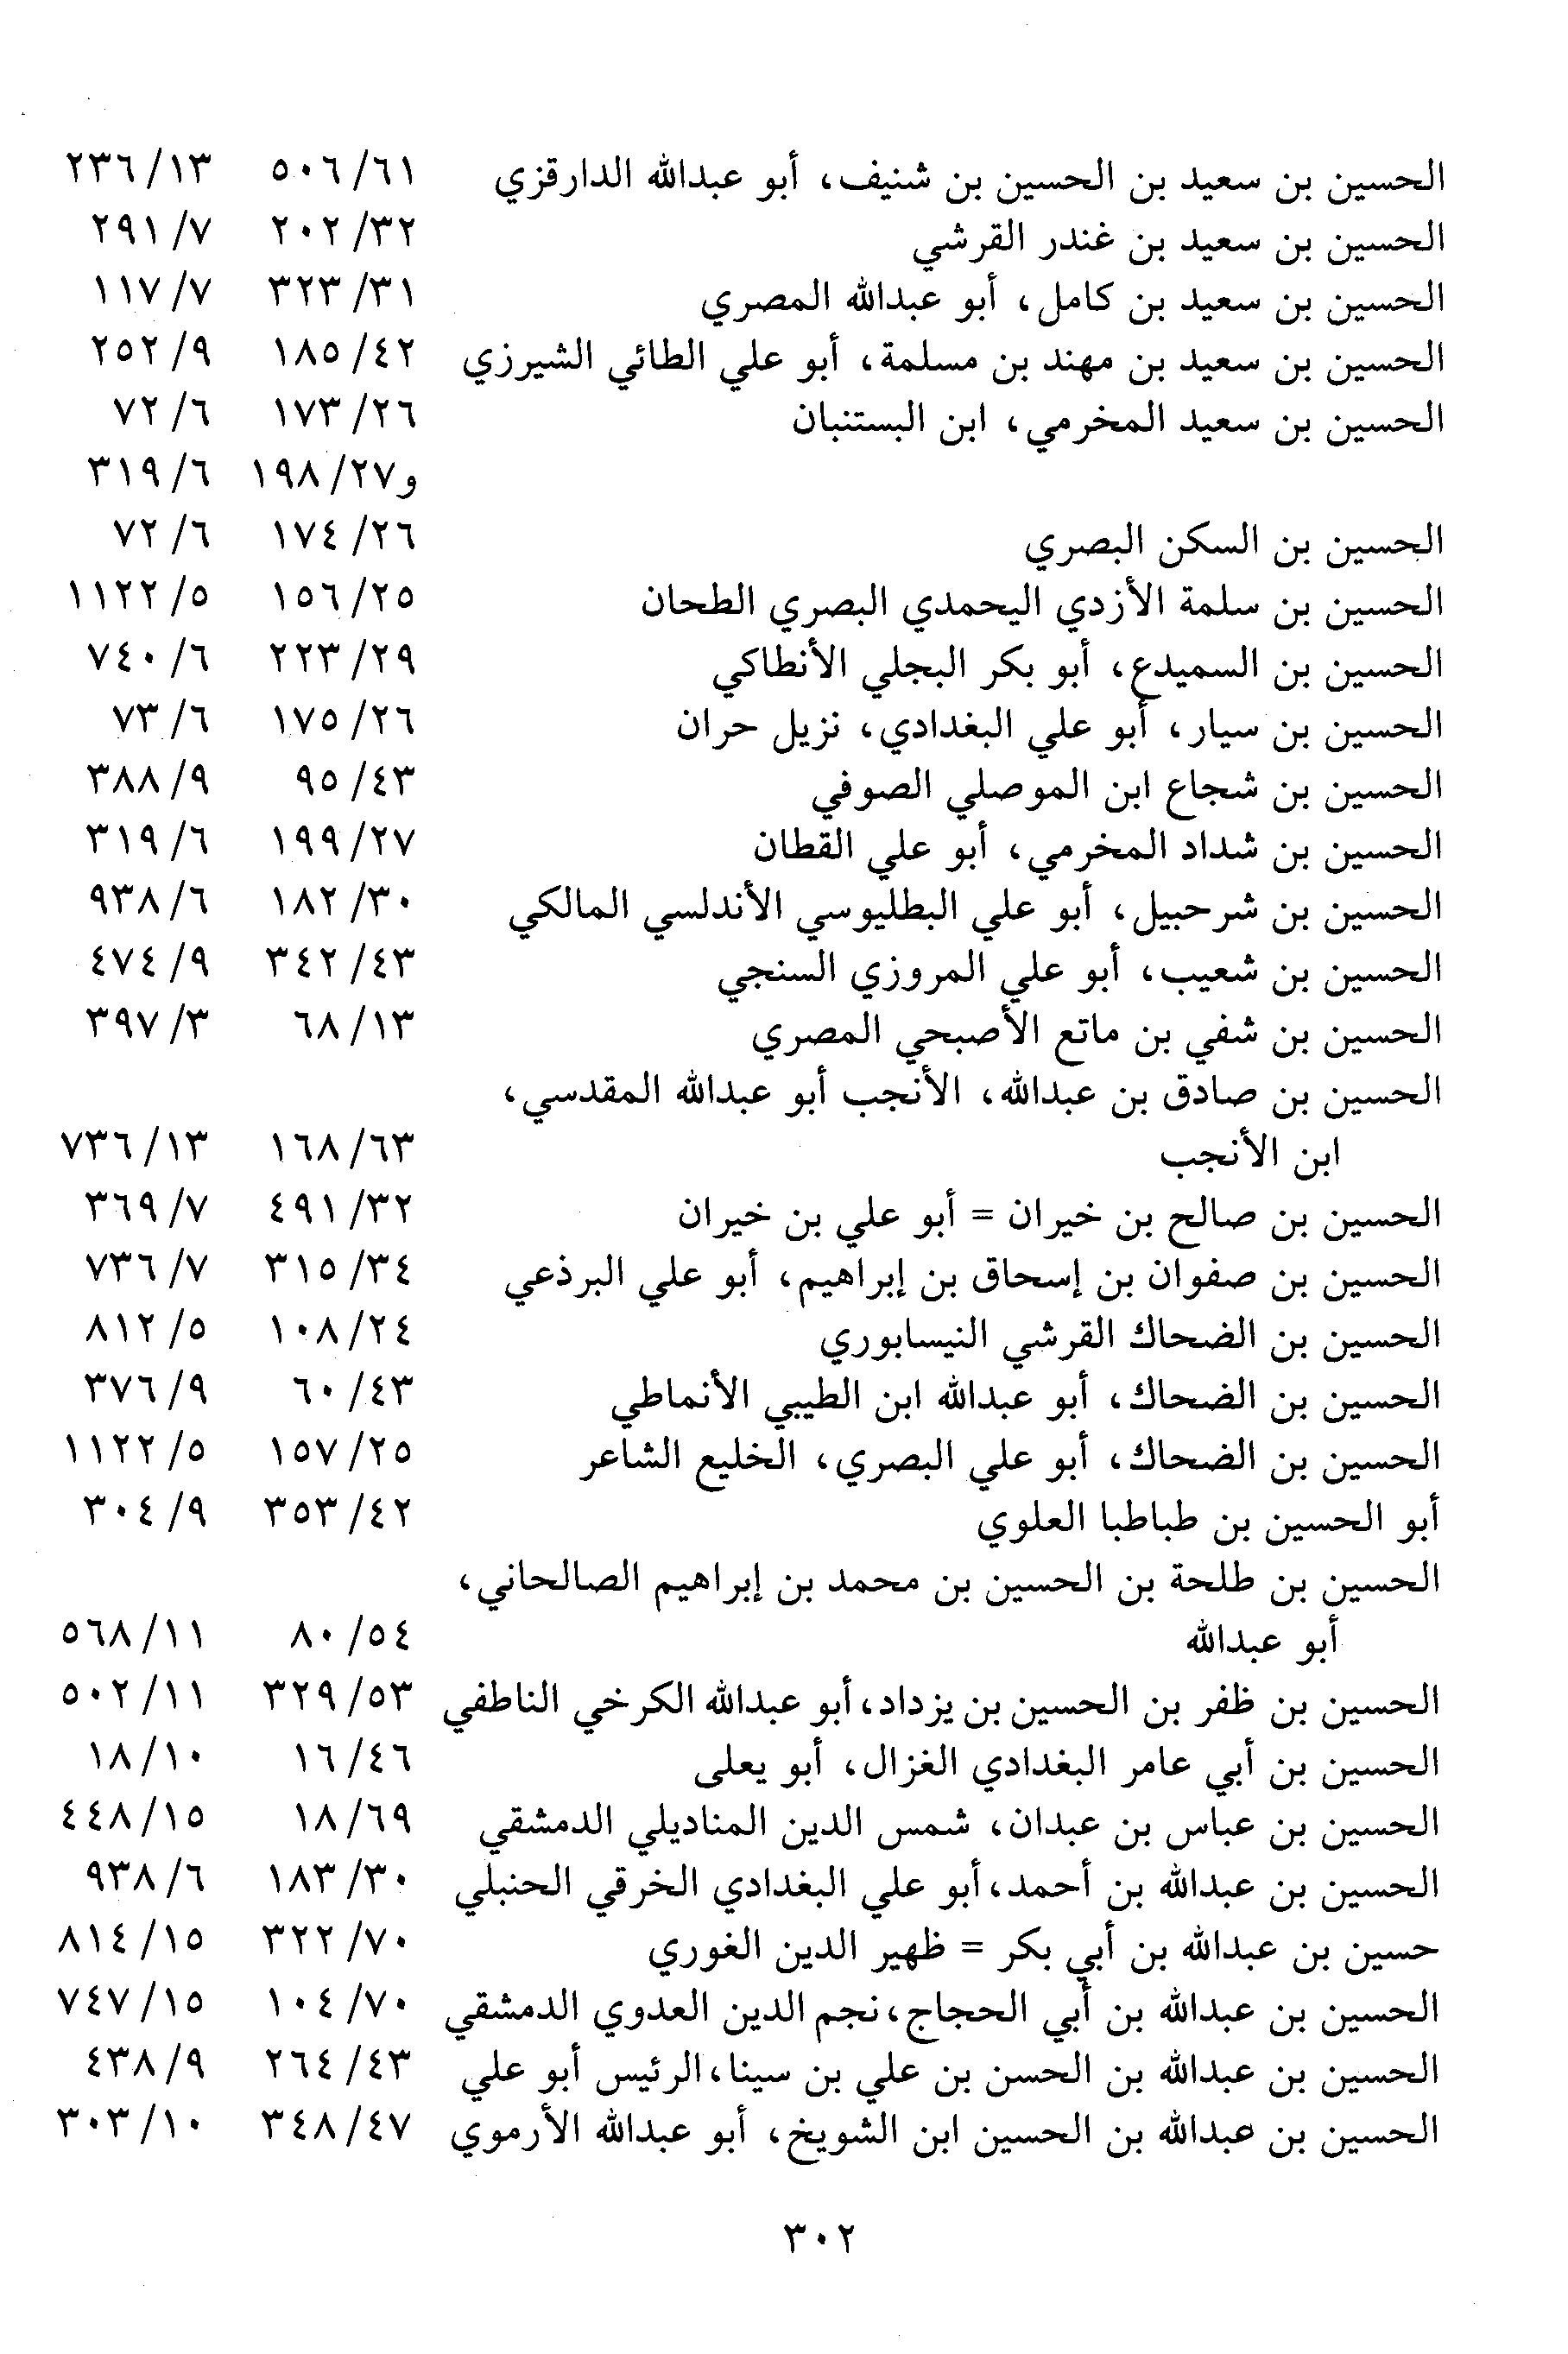 الحسين بن سعيد بن الحسين بن شنيف، أبو عبدالله الدارقزي ٦١/ ٥٠٦ ١٣/ ٢٣٦
الحسين بن سعيد بن غندر القرشي ٣٢/ ٢٠٢ ٧/ ٢٩١
الحسين بن سعيد بن كامل، أبو عبدالله المصري ٣١/ ٣٢٣ ٧/ ١١٧
الحسين بن سعيد بن مهند بن مسلمة، أبو علي الطائي الشيرزي ٤٢/ ١٨٥ ٩/ ٢٥٢
الحسين بن سعيد المخرمي، ابن البستنبان ٢٦/ ١٧٣ ٦/ ٧٢
و٢٧/ ١٩٨ ٦/ ٣١٩
الحسين بن السكن البصري ٢٦/ ١٧٤ ٦/ ٧٢
الحسين بن سلمة الأزدي اليحمدي البصري الطحان ٢٥/ ١٥٦ ٥/ ١١٢٢
الحسين بن السميدع، أبو بكر البجلي الأنطاكي ٢٩/ ٢٢٣ ٦/ ٧٤٠
الحسين بن سيار، أبو علي البغدادي، نزيل حران ٢٦/ ١٧٥ ٦/ ٧٣
الحسين بن شجاع ابن الموصلي الصوفي ٤٣/ ٩٥ ٩/ ٣٨٨
الحسين بن شداد المخرمي، أبو علي القطان ٢٧/ ١٩٩ ٦/ ٣١٩
الحسين بن شرحبيل، أبو علي البطليوسي الأندلسي المالكي ٣٠/ ١٨٢ ٦/ ٩٣٨
الحسين بن شعيب، أبو علي المروزي السنجي ٤٣/ ٣٤٢ ٩/ ٤٧٤
الحسين بن شفي بن ماتع الأصبحي المصري ١٣/ ٦٨ ٣/ ٣٩٧
الحسين بن صادق بن عبدالله، الأنجب أبو عبدالله المقدسي،
ابن الأنجب ٦٣/ ١٦٨ ١٣/ ٧٣٦
الحسين بن صالح بن خيران = أبو علي بن خيران ٣٢/ ٤٩١ ٧/ ٣٦٩
الحسين بن صفوان بن إسحاق بن إبراهيم، أبو علي البرذعي ٣٤/ ٣١٥ ٧/ ٧٣٦
الحسين بن الضحاك القرشي النيسابوري ٢٤/ ١٠٨ ٥/ ٨١٢
الحسين بن الضحاك، أبو عبدالله ابن الطيبي الأنماطي ٤٣/ ٦٠ ٩/ ٣٧٦
الحسين بن الضحاك، أبو علي البصري، الخليع الشاعر ٢٥/ ١٥٧ ٥/ ١١٢٢
أبو الحسين بن طباطبا العلوي ٤٢/ ٣٥٣ ٩/ ٣٠٤
الحسين بن طلحة بن الحسين بن محمد بن إبراهيم الصالحاني،
أبو عبدالله ٥٤/ ٨٠ ١١/ ٥٦٨
الحسين بن ظفر بن الحسين بن يزداد، أبو عبدالله الكرخي الناطفي ٥٣/ ٣٢٩ ١١/ ٥٠٢
الحسين بن أبي عامر البغدادي الغزال، أبو يعلى ٤٦/ ١٦ ١٠/ ١٨
الحسين بن عباس بن عبدان، شمس الدين المناديلي الدمشقي ٦٩/ ١٨ ١٥/ ٤٤٨
الحسين بن عبدالله بن أحمد، أبو علي البغدادي الخرقي الحنبلي ٣٠/ ١٨٣ ٦/ ٩٣٨
حسين بن عبدالله بن أبي بكر = ظهير الدين الغوري ٧٠/ ٣٢٢ ١٥/ ٨١٤
الحسين بن عبدالله بن أبي الحجاج، نجم الدين العدوي الدمشقي ٧٠/ ١٠٤ ١٥/ ٧٤٧
الحسين بن عبدالله بن الحسن بن علي بن سينا، الرئيس أبو علي ٤٣/ ٢٦٤ ٩/ ٤٣٨
الحسين بن عبدالله بن الحسين ابن الشويخ، أبو عبدالله الأرموي ٤٧/ ٣٤٨ ١٠/ ٣٠٣
٣٠٢